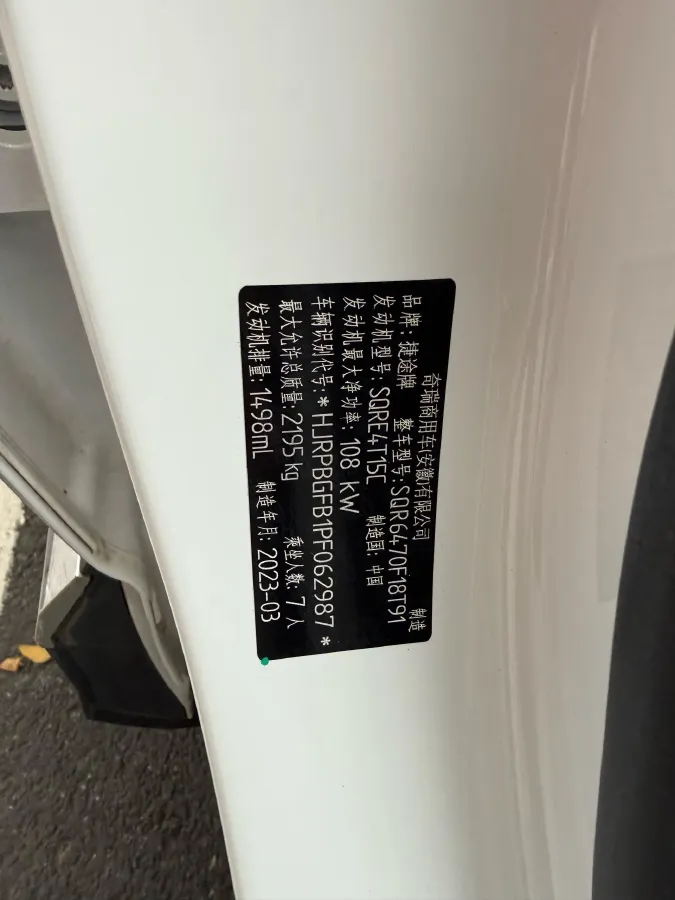 奇瑞商用车(安徽)有限公司 制造
品牌:捷途牌 整车型号:SQR6470F18T91
发动机型号:SQRE4T15C 制造国:中国
发动机最大净功率:108 kW
车辆识别代号:* HJRPBGFB1PF062987 *
最大允许总质量:2195 kg 乘坐人数:7 人
发动机排量:1498mL 制造年月:2023-03